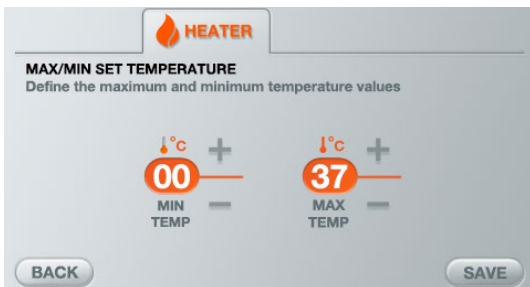 HEATER
MAX/MIN SET TEMPERATURE
Define the maximum and minimum temperature values
°C
00
MIN
TEMP
°C
37
MAX
TEMP
BACK
SAVE